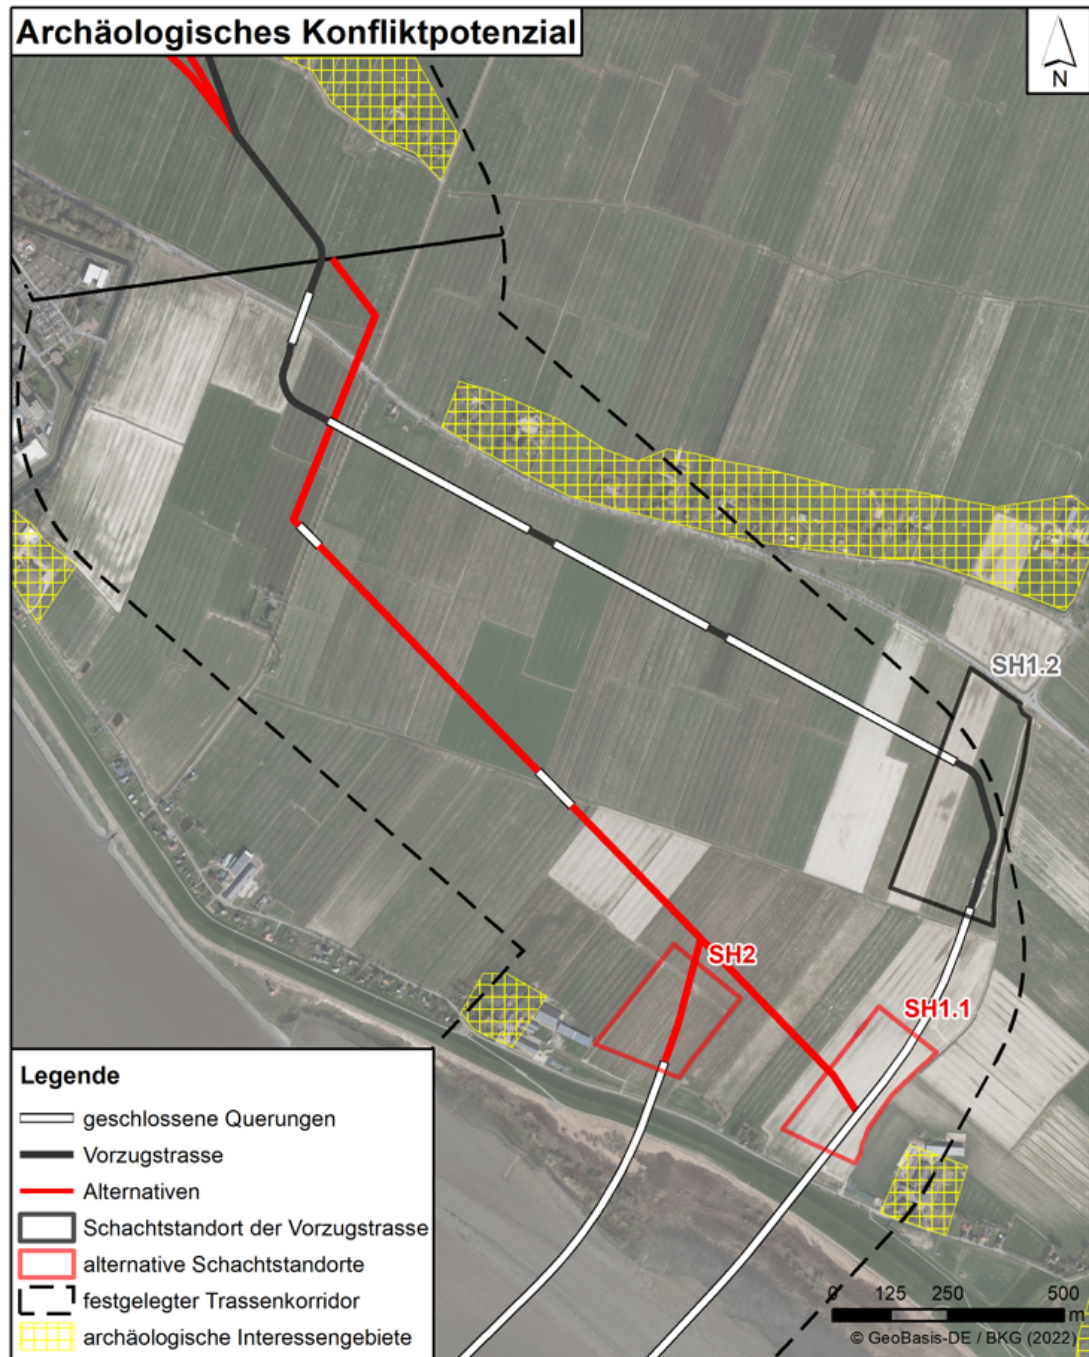 Archäologisches Konfliktpotenzial
N
SH1.2
SH2
SH1.1
Legende
geschlossene Querungen
Vorzugstrasse
Alternativen
Schachtstandort der Vorzugstrasse
alternative Schachtstandorte
festgelegter Trassenkorridor
archäologische Interessengebiete
0 125 250 500
m
© GeoBasis-DE / BKG (2022)